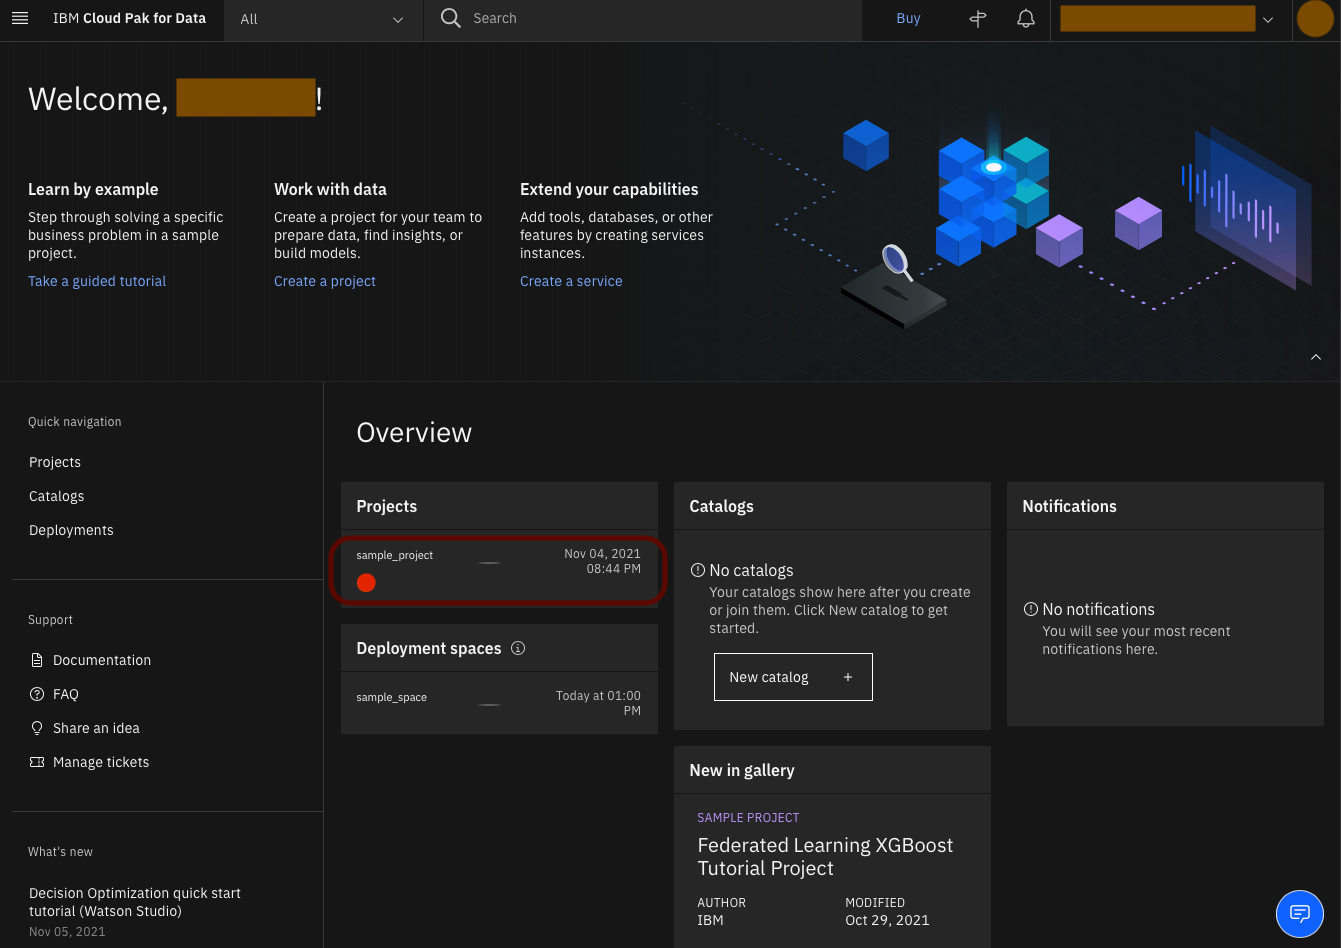 IBM Cloud Pak for Data
All
Search
Buy
Welcome, !
Learn by example
Step through solving a specific
business problem in a sample
project.
Take a guided tutorial
Work with data
Create a project for your team to
prepare data, find insights, or
build models.
Create a project
Extend your capabilities
Add tools, databases, or other
features by creating services
instances.
Create a service
Quick navigation
Projects
Catalogs
Deployments
Support
Documentation
FAQ
Share an idea
Manage tickets
What's new
Decision Optimization quick start
tutorial (Watson Studio)
Nov 05, 2021
Overview
Projects
sample_project
Nov 04, 2021
08:44 PM
Deployment spaces
sample_space
Today at 01:00
PM
Catalogs
No catalogs
Your catalogs show here after you create
or join them. Click New catalog to get
started.
New catalog +
New in gallery
SAMPLE PROJECT
Federated Learning XGBoost
Tutorial Project
AUTHOR
IBM
MODIFIED
Oct 29, 2021
Notifications
No notifications
You will see your most recent
notifications here.